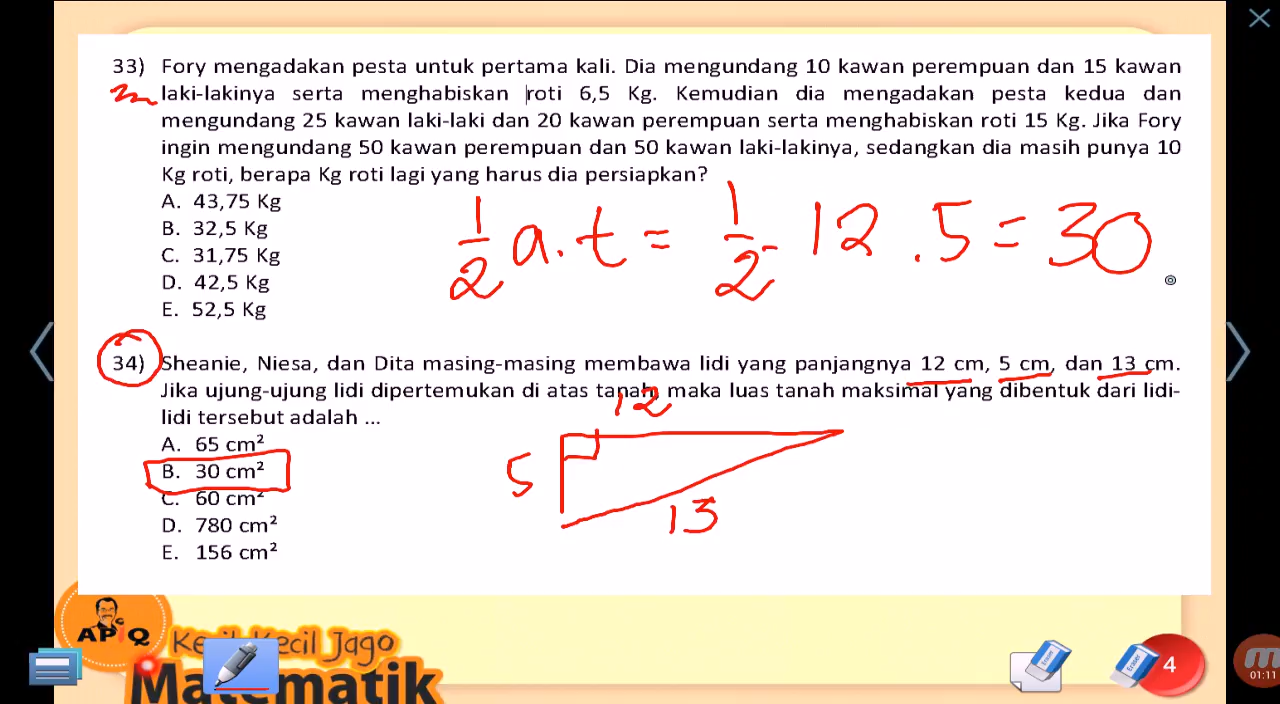 33) Fory mengadakan pesta untuk pertama kali. Dia mengundang 10 kawan perempuan dan 15 kawan
laki-lakinya serta menghabiskan roti 6,5 Kg. Kemudian dia mengadakan pesta kedua dan
mengundang 25 kawan laki-laki dan 20 kawan perempuan serta menghabiskan roti 15 Kg. Jika Fory
ingin mengundang 50 kawan perempuan dan 50 kawan laki-lakinya, sedangkan dia masih punya 10
Kg roti, berapa Kg roti lagi yang harus dia persiapkan?
A. 43,75 Kg
B. 32,5 Kg
C. 31,75 Kg
D. 42,5 Kg
E. 52,5 Kg
1/2 a.t = 1/2 . 12 . 5 = 30
34) Sheanie, Niesa, dan Dita masing-masing membawa lidi yang panjangnya 12 cm, 5 cm, dan 13 cm.
Jika ujung-ujung lidi dipertemukan di atas tanah, maka luas tanah maksimal yang dibentuk dari lidi-
lidi tersebut adalah ...
A. 65 cm²
B. 30 cm²
C. 60 cm²
D. 780 cm²
E. 156 cm²
12
5
13
APIQ
Kecil Kecil Jago
Matematik
Eraser
Eraser
4
01:11